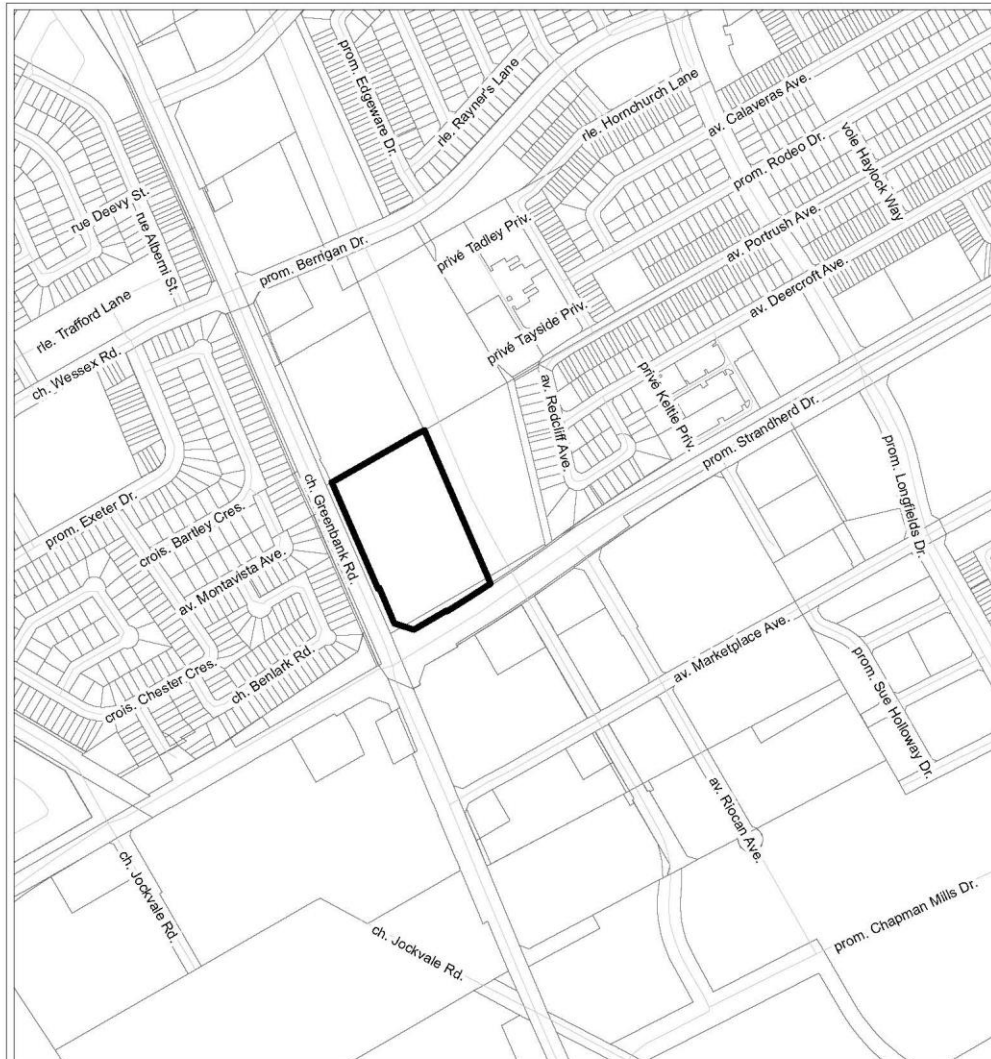 prom. Edgeware Dr.
rle. Rayner's Lane
rle. Hornchurch Lane
av. Calaveras Ave.
prom. Rodeo Dr.
voie Haylock Way
rue Deevy St.
rue Alberni St.
prom. Berrigan Dr.
privé Tadley Priv.
av. Portrush Ave.
av. Deercroft Ave.
rle. Trafford Lane
ch. Wessex Rd.
privé Tayside Priv.
av. Redcliff Ave.
privé Keltie Priv.
prom. Strandherd Dr.
prom. Longfields Dr.
ch. Greenbank Rd.
prom. Exeter Dr.
crois. Bartley Cres.
av. Montavista Ave.
crois. Chester Cres.
ch. Benlark Rd.
av. Marketplace Ave.
prom. Sue Holloway Dr.
av. Riocan Ave.
ch. Jockvale Rd.
ch. Jockvale Rd.
prom. Chapman Mills Dr.